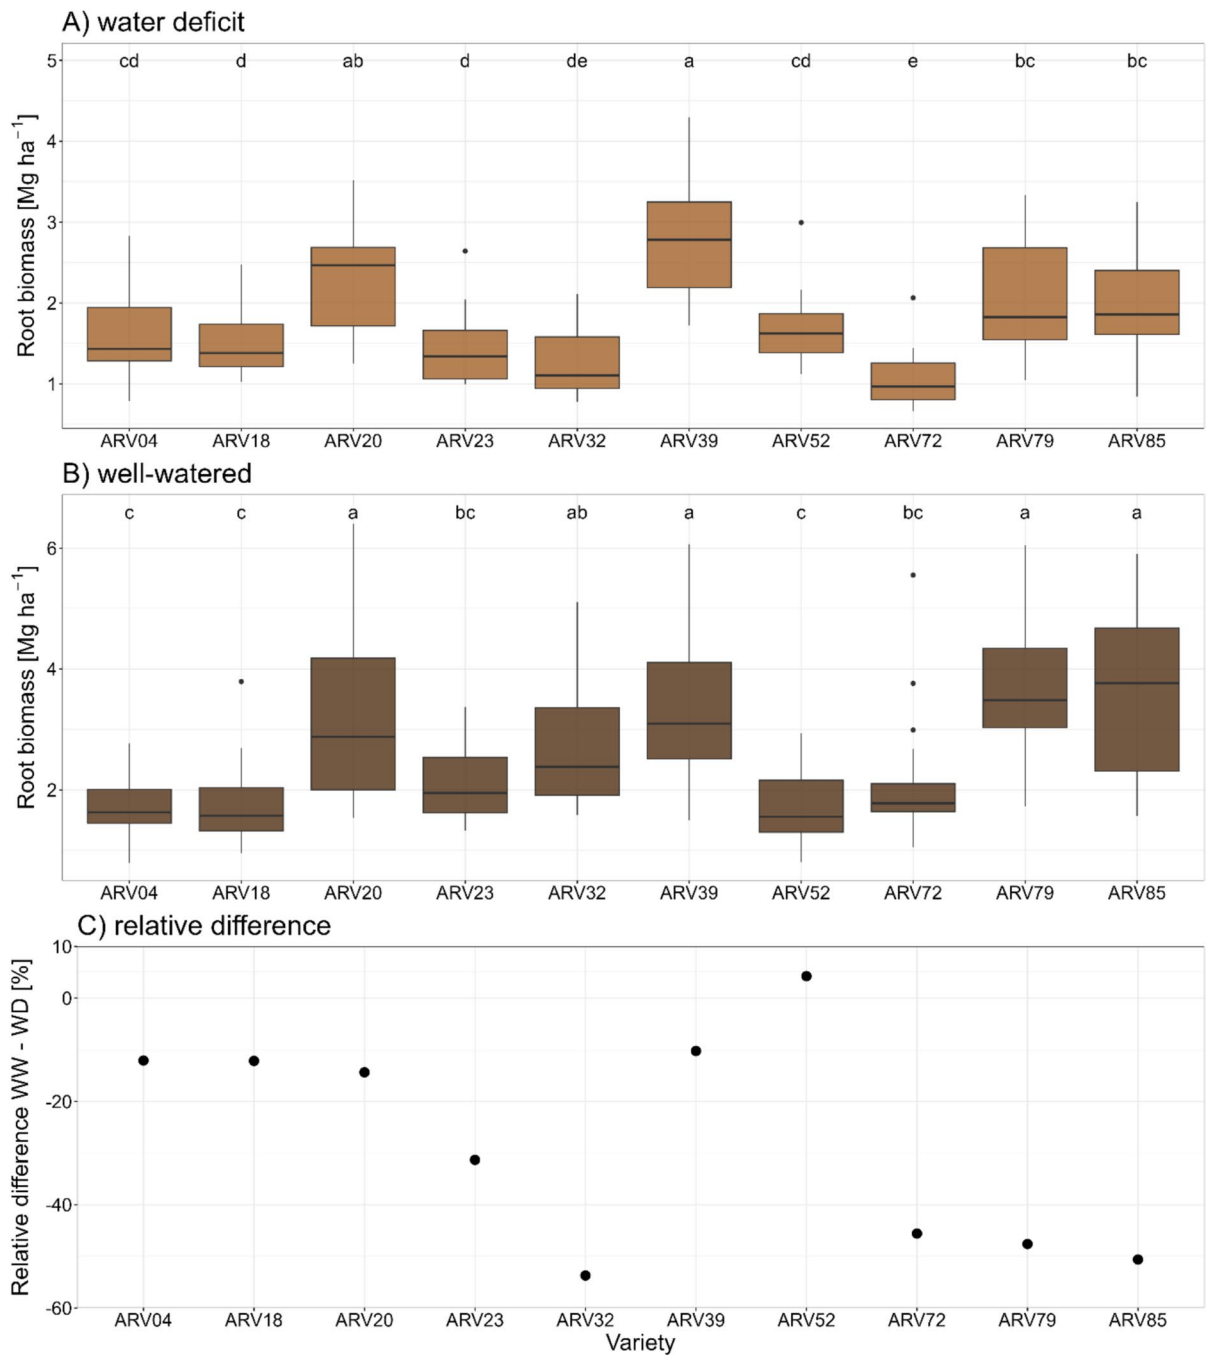 A) water deficit
cd d ab d de a cd e bc bc
Root biomass [Mg ha⁻¹]
5
4
3
2
1
ARV04 ARV18 ARV20 ARV23 ARV32 ARV39 ARV52 ARV72 ARV79 ARV85
B) well-watered
c c a bc ab a c bc a a
Root biomass [Mg ha⁻¹]
6
4
2
ARV04 ARV18 ARV20 ARV23 ARV32 ARV39 ARV52 ARV72 ARV79 ARV85
C) relative difference
Relative difference WW - WD [%]
10
0
-20
-40
-60
ARV04 ARV18 ARV20 ARV23 ARV32 ARV39 ARV52 ARV72 ARV79 ARV85
Variety